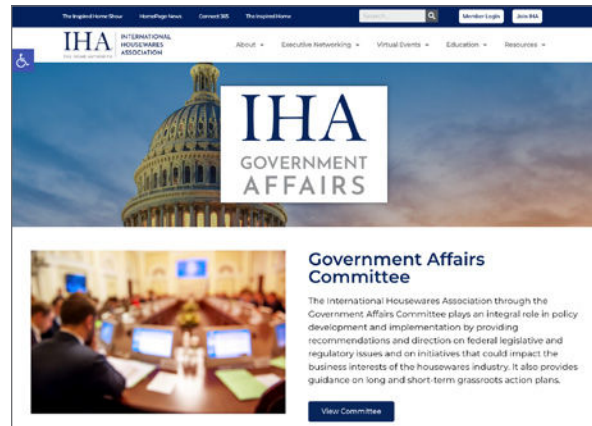 The Inspired Home Show HomePage News Connect 365 The Inspired Home Search Member Login Join IHA
IHA INTERNATIONAL
HOUSEWARES
ASSOCIATION
THE HOME AUTHORITY
About Executive Networking Virtual Events Education Resources
IHA
GOVERNMENT
AFFAIRS
Government Affairs
Committee
The International Housewares Association through the
Government Affairs Committee plays an integral role in policy
development and implementation by providing
recommendations and direction on federal legislative and
regulatory issues and on initiatives that could impact the
business interests of the housewares industry. It also provides
guidance on long and short-term grassroots action plans.
View Committee